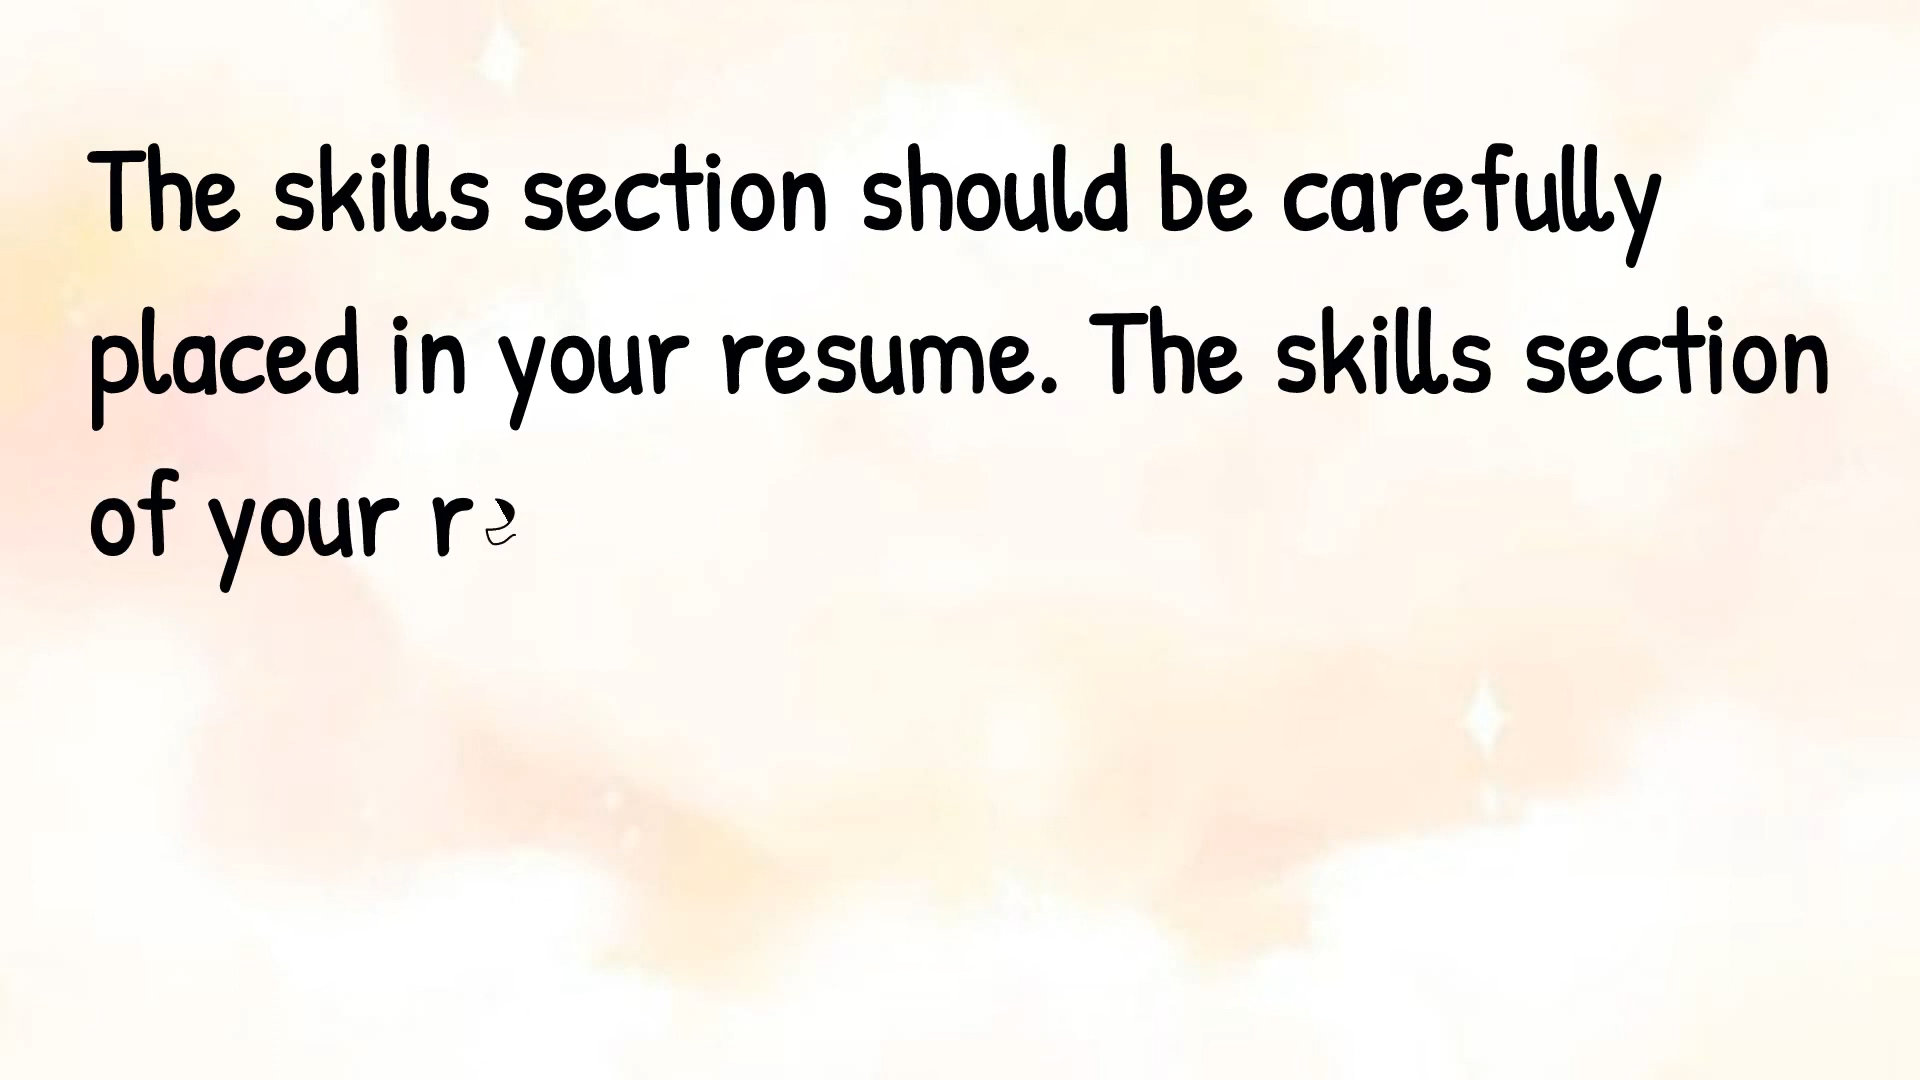 The skills section should be carefully
placed in your resume. The skills section
of your r